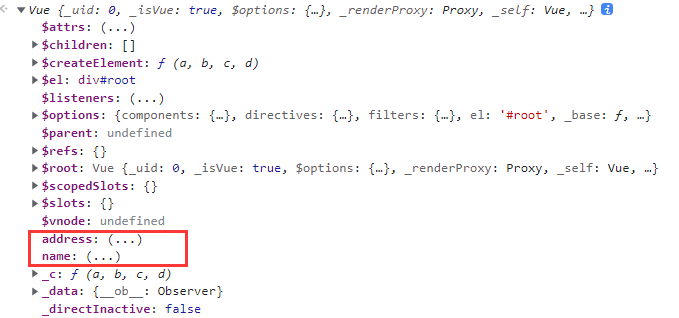 Vue {_uid: 0, _isVue: true, $options: {…}, _renderProxy: Proxy, _self: Vue, …} i
$attrs: (...)
$children: []
$createElement: ƒ (a, b, c, d)
$el: div#root
$listeners: (...)
$options: {components: {…}, directives: {…}, filters: {…}, el: '#root', _base: ƒ, …}
$parent: undefined
$refs: {}
$root: Vue {_uid: 0, _isVue: true, $options: {…}, _renderProxy: Proxy, _self: Vue, …}
$scopedSlots: {}
$slots: {}
$vnode: undefined
address: (...)
name: (...)
_c: ƒ (a, b, c, d)
_data: {__ob__: Observer}
_directInactive: false